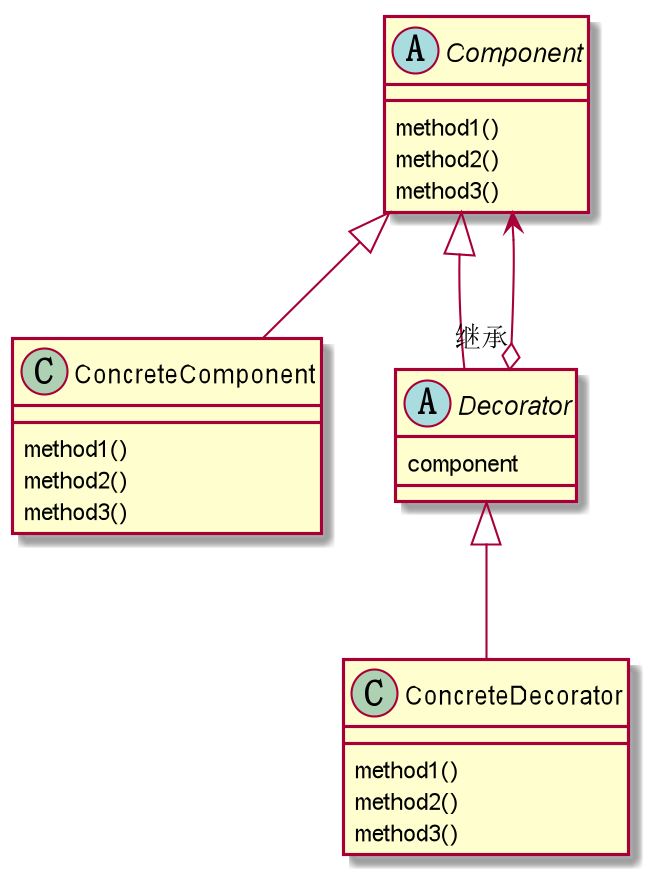 A Component
method1()
method2()
method3()
继承
C ConcreteComponent
method1()
method2()
method3()
A Decorator
component
C ConcreteDecorator
method1()
method2()
method3()